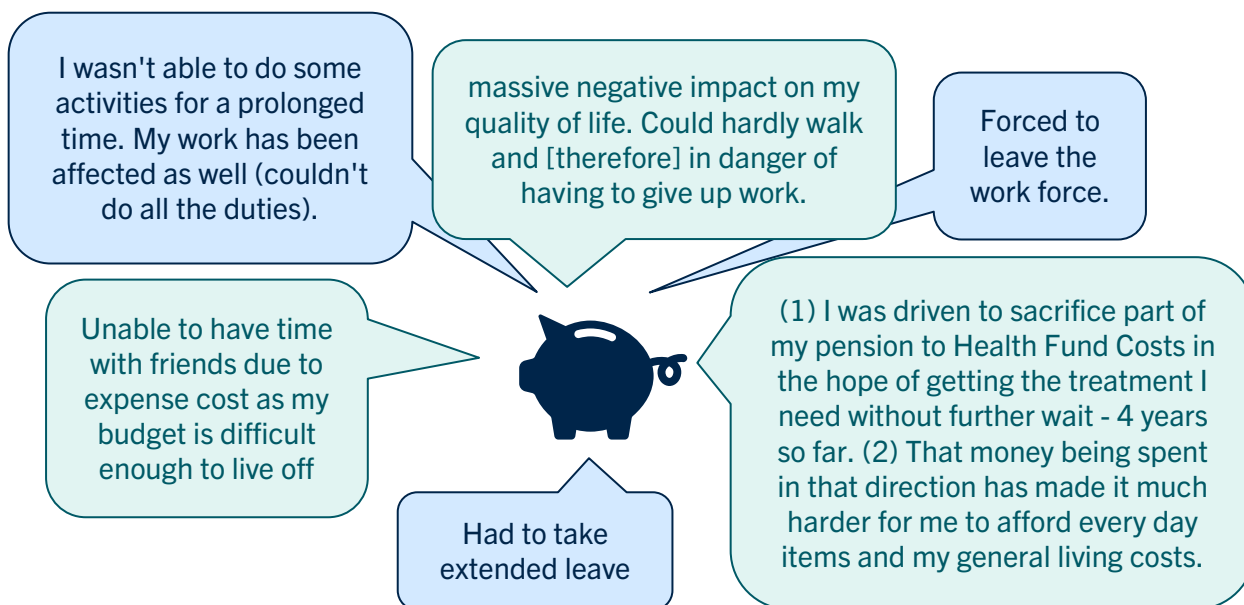 I wasn't able to do some
activities for a prolonged
time. My work has been
affected as well (couldn't
do all the duties).
massive negative impact on my
quality of life. Could hardly walk
and [therefore] in danger of
having to give up work.
Forced to
leave the
work force.
Unable to have time
with friends due to
expense cost as my
budget is difficult
enough to live off
(1) I was driven to sacrifice part of
my pension to Health Fund Costs in
the hope of getting the treatment I
need without further wait - 4 years
so far. (2) That money being spent
in that direction has made it much
harder for me to afford every day
items and my general living costs.
Had to take
extended leave